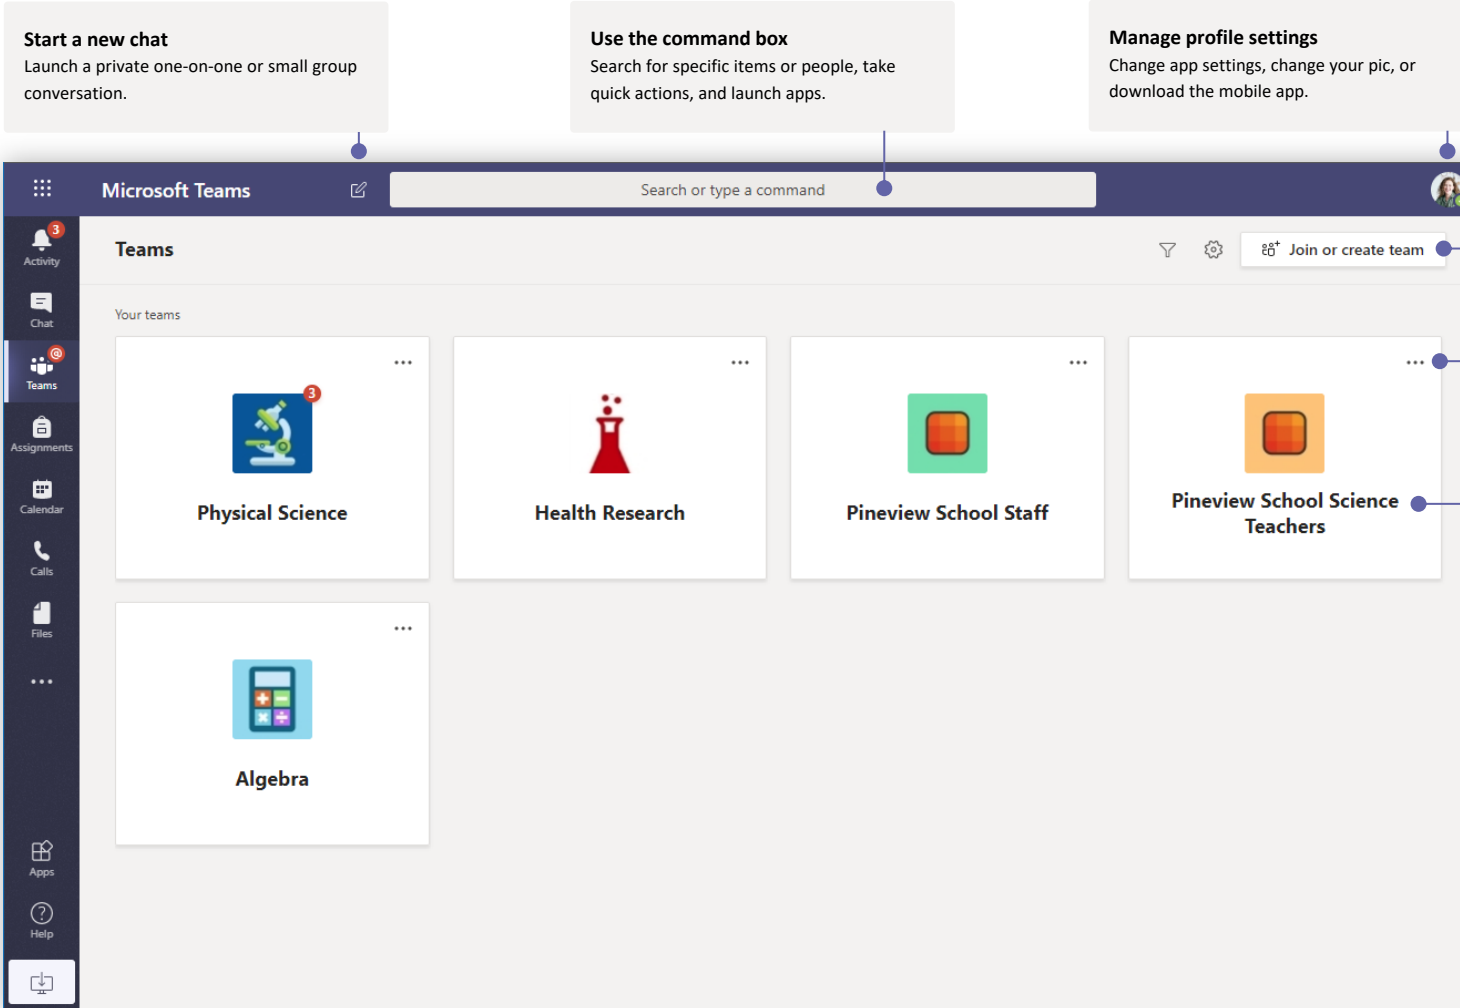 Start a new chat
Launch a private one-on-one or small group
conversation.
Use the command box
Search for specific items or people, take
quick actions, and launch apps.
Manage profile settings
Change app settings, change your pic, or
download the mobile app.
Microsoft Teams
Search or type a command
3
Activity
Chat
@
Teams
Assignments
Calendar
Calls
Files
Apps
Help
Teams
Join or create team
Your teams
3
Physical Science
Health Research
Pineview School Staff
Pineview School Science
Teachers
Algebra